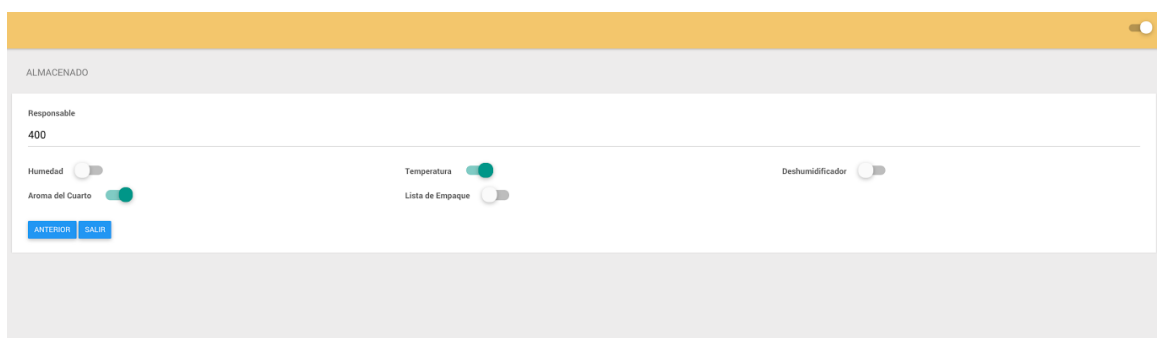 ALMACENADO
Responsable
400
Humedad Temperatura Deshumidificador
Aroma del Cuarto Lista de Empaque
ANTERIOR SALIR